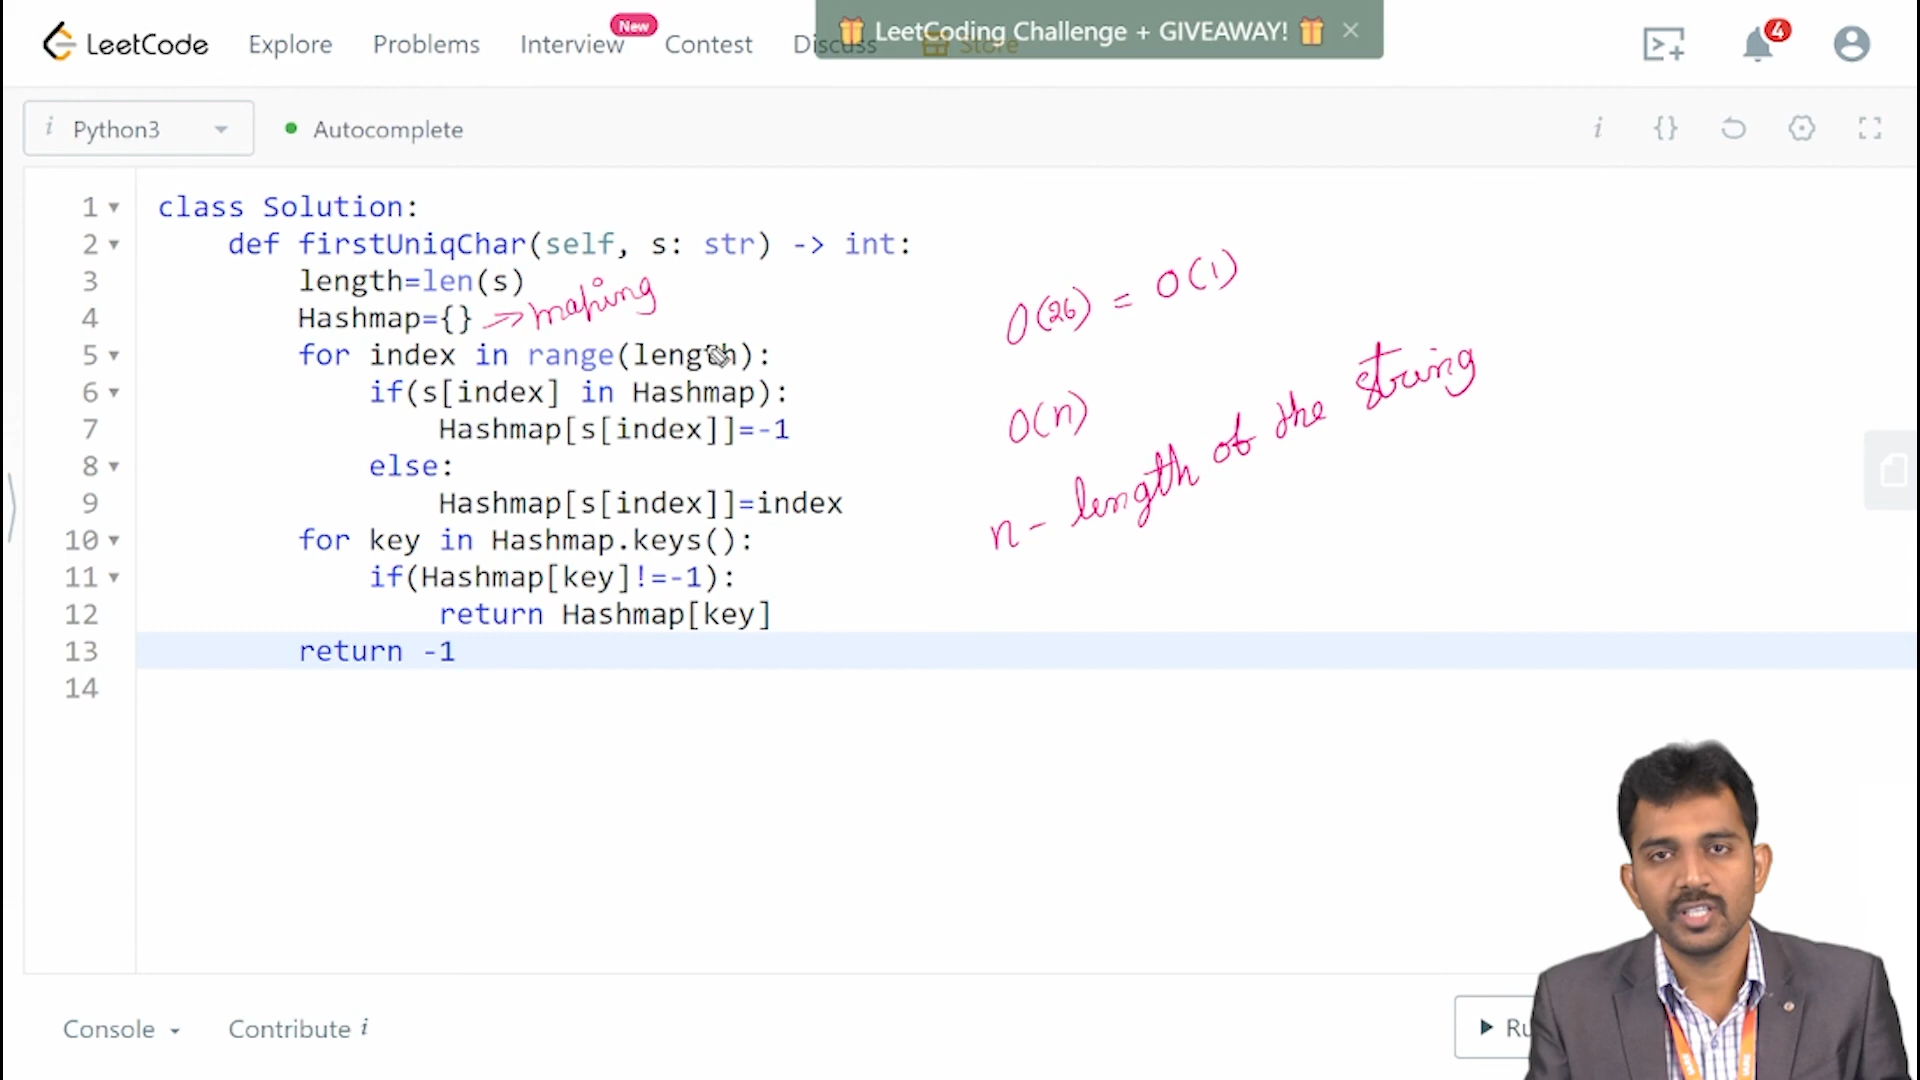 LeetCode Explore Problems Interview New Contest Discuss Store
LeetCoding Challenge + GIVEAWAY! ×
4
i Python3 Autocomplete i {}
1 class Solution:
2 def firstUniqChar(self, s: str) -> int:
3 length=len(s)
4 Hashmap={} → mapping
5 for index in range(length):
6 if(s[index] in Hashmap):
7 Hashmap[s[index]]=-1
8 else:
9 Hashmap[s[index]]=index
10 for key in Hashmap.keys():
11 if(Hashmap[key]!=-1):
12 return Hashmap[key]
13 return -1
14
O(26) = O(1)
O(n)
n - length of the string
Console Contribute i